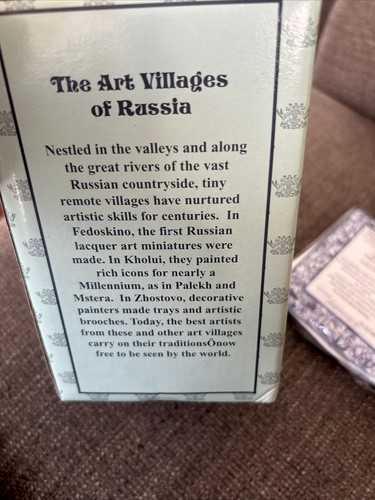 The Art Villages
of Russia
Nestled in the valleys and along
the great rivers of the vast
Russian countryside, tiny
remote villages have nurtured
artistic skills for centuries. In
Fedoskino, the first Russian
lacquer art miniatures were
made. In Kholui, they painted
rich icons for nearly a
Millennium, as in Palekh and
Mstera. In Zhostovo, decorative
painters made trays and artistic
brooches. Today, the best artists
from these and other art villages
carry on their traditionsÖnow
free to be seen by the world.